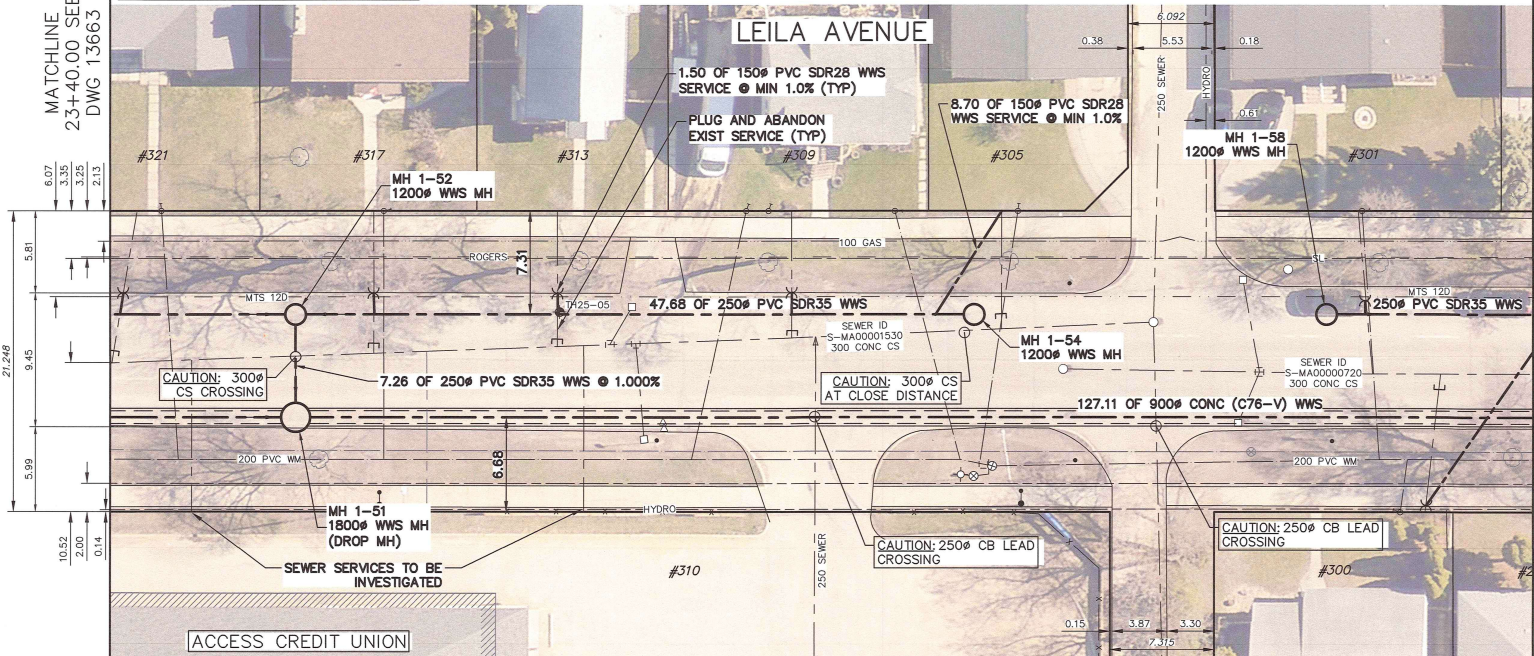 MATCHLINE
23+40.00 SEE
DWG 13663
LEILA AVENUE
6.092
0.38
5.53
0.18
250 SEWER
HYDRO
0.61
1.50 OF 150ø PVC SDR28 WWS
SERVICE @ MIN 1.0% (TYP)
PLUG AND ABANDON
EXIST SERVICE (TYP)
8.70 OF 150ø PVC SDR28
WWS SERVICE @ MIN 1.0%
MH 1-58
1200ø WWS MH
#321
#317
#313
#309
#305
#301
MH 1-52
1200ø WWS MH
6.07
3.35
3.25
2.13
5.81
9.45
5.99
21.248
10.52
2.00
0.14
100 GAS
ROGERS
7.31
SL
MTS 12D
TH25-05
47.68 OF 250ø PVC SDR35 WWS
MTS 12D
250ø PVC SDR35 WWS
SEWER ID
S-MA00001530
300 CONC CS
MH 1-54
1200ø WWS MH
SEWER ID
S-MA00000720
300 CONC CS
CAUTION: 300ø
CS CROSSING
7.26 OF 250ø PVC SDR35 WWS @ 1.000%
CAUTION: 300ø CS
AT CLOSE DISTANCE
127.11 OF 900ø CONC (C76-V) WWS
200 PVC WM
6.68
200 PVC WM
MH 1-51
1800ø WWS MH
(DROP MH)
HYDRO
CAUTION: 250ø CB LEAD
CROSSING
CAUTION: 250ø CB LEAD
CROSSING
SEWER SERVICES TO BE
INVESTIGATED
250 SEWER
#310
#300
ACCESS CREDIT UNION
0.15
3.87
3.30
7.315